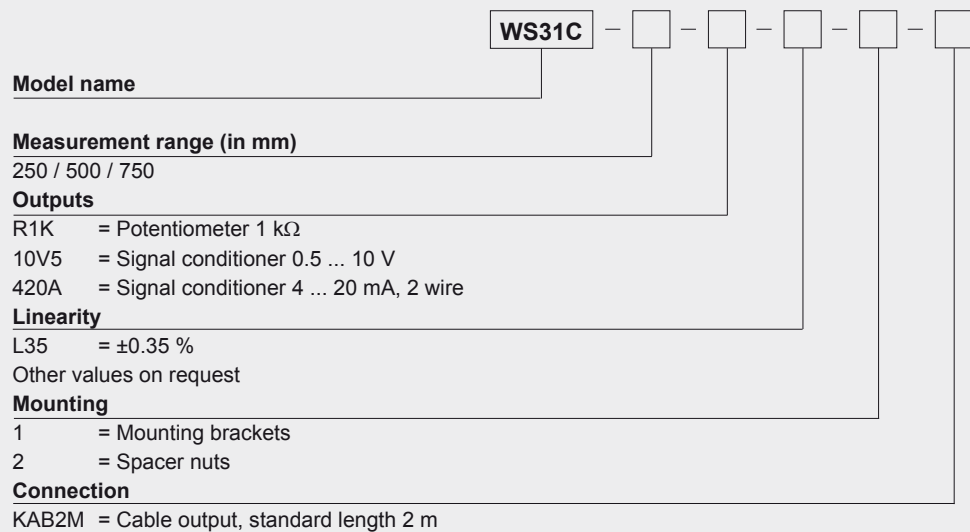 WS31C – – – – –
Model name
Measurement range (in mm)
250 / 500 / 750
Outputs
R1K = Potentiometer 1 kΩ
10V5 = Signal conditioner 0.5 ... 10 V
420A = Signal conditioner 4 ... 20 mA, 2 wire
Linearity
L35 = ±0.35 %
Other values on request
Mounting
1 = Mounting brackets
2 = Spacer nuts
Connection
KAB2M = Cable output, standard length 2 m